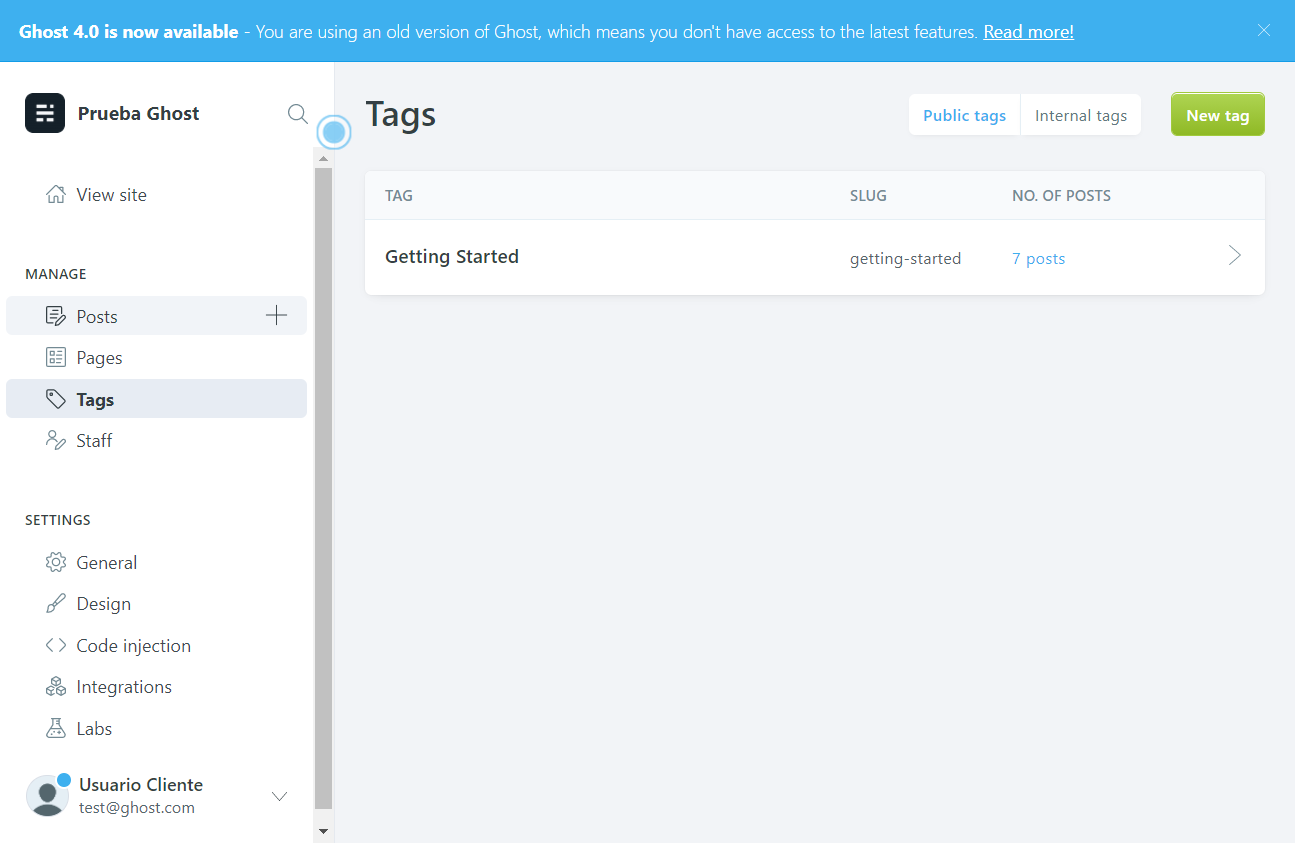 Ghost 4.0 is now available - You are using an old version of Ghost, which means you don't have access to the latest features. Read more!
Prueba Ghost
Tags
Public tags
Internal tags
New tag
View site
TAG
SLUG
NO. OF POSTS
Getting Started
getting-started
7 posts
MANAGE
Posts
Pages
Tags
Staff
SETTINGS
General
Design
Code injection
Integrations
Labs
Usuario Cliente
test@ghost.com